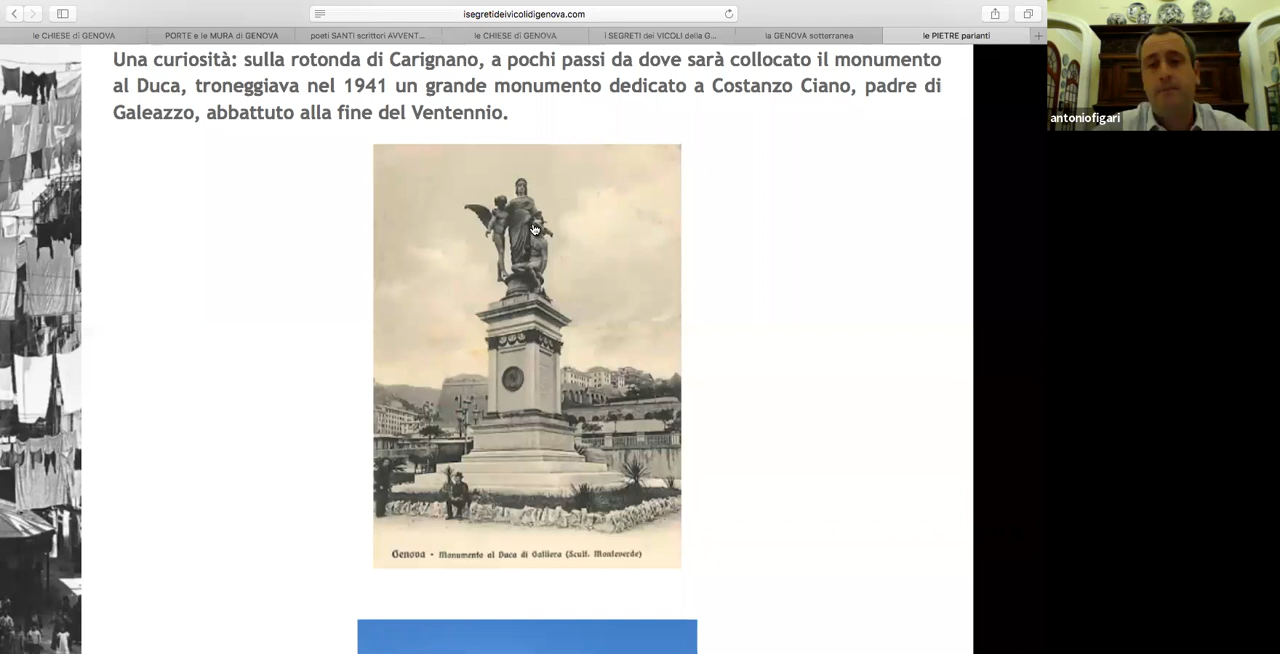 isegretideivicolidigenova.com
le CHIESE di GENOVA
PORTE e le MURA di GENOVA
poeti SANTI scrittori AVVENT...
le CHIESE di GENOVA
i SEGRETI dei VICOLI della G...
la GENOVA sotterranea
le PIETRE parlanti
Una curiosità: sulla rotonda di Carignano, a pochi passi da dove sarà collocato il monumento
al Duca, troneggiava nel 1941 un grande monumento dedicato a Costanzo Ciano, padre di
Galeazzo, abbattuto alla fine del Ventennio.
antoniofigari
Genova - Monumento al Duca di Galliera (Scult. Monteverde)